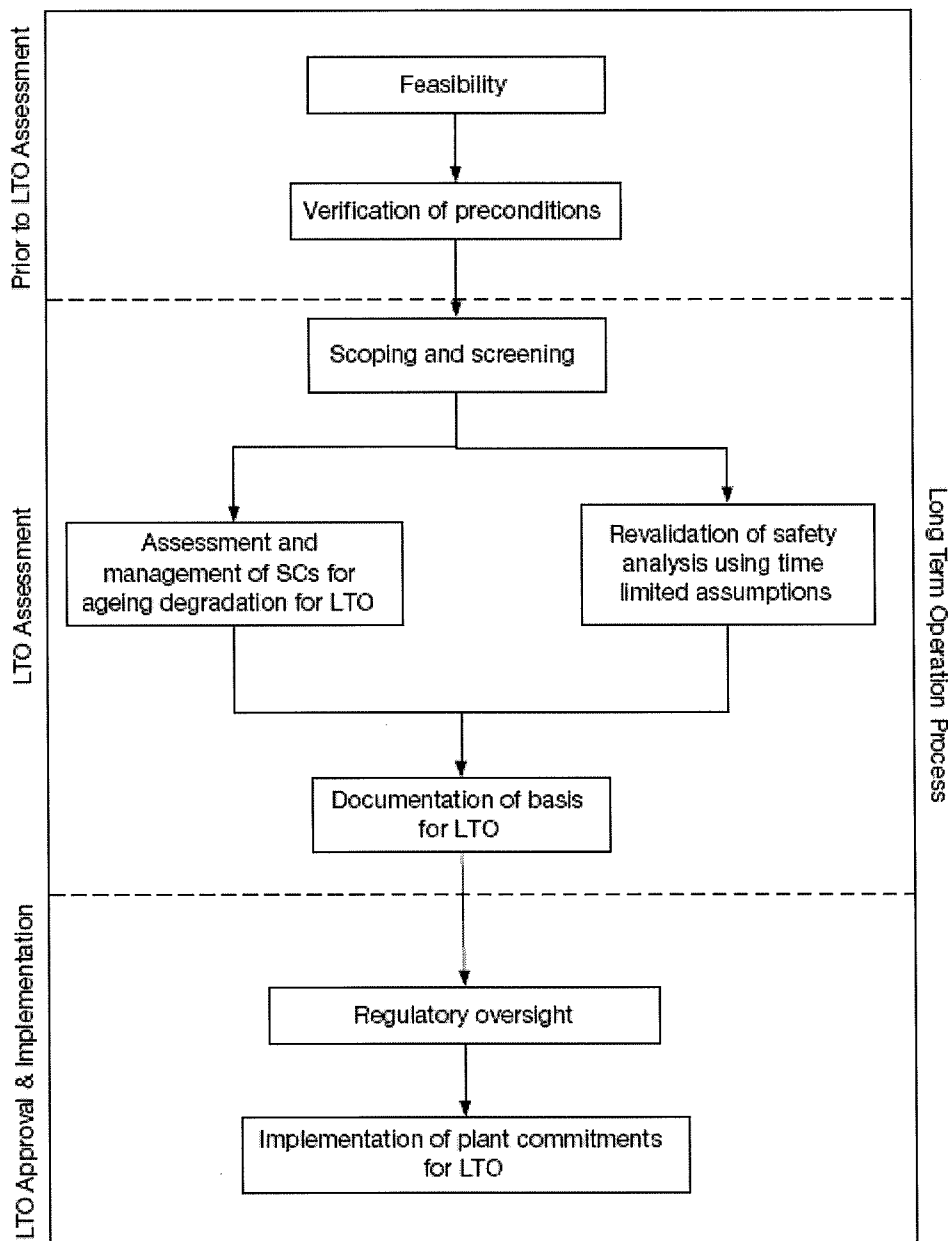 Prior to LTO Assessment
Feasibility
Verification of preconditions
LTO Assessment
Scoping and screening
Assessment and
management of SCs for
ageing degradation for LTO
Revalidation of safety
analysis using time
limited assumptions
Documentation of basis
for LTO
LTO Approval & Implementation
Regulatory oversight
Implementation of plant commitments
for LTO
Long Term Operation Process